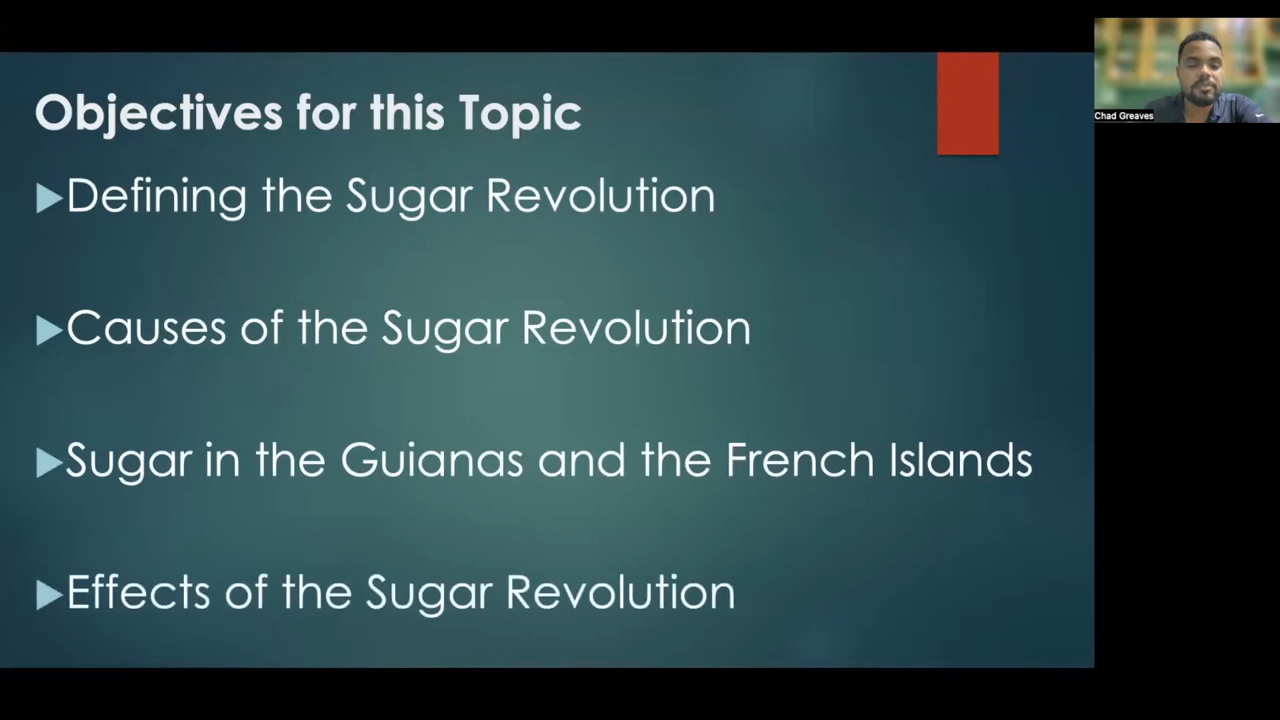 Objectives for this Topic
Defining the Sugar Revolution
Causes of the Sugar Revolution
Sugar in the Guianas and the French Islands
Effects of the Sugar Revolution
Chad Greaves